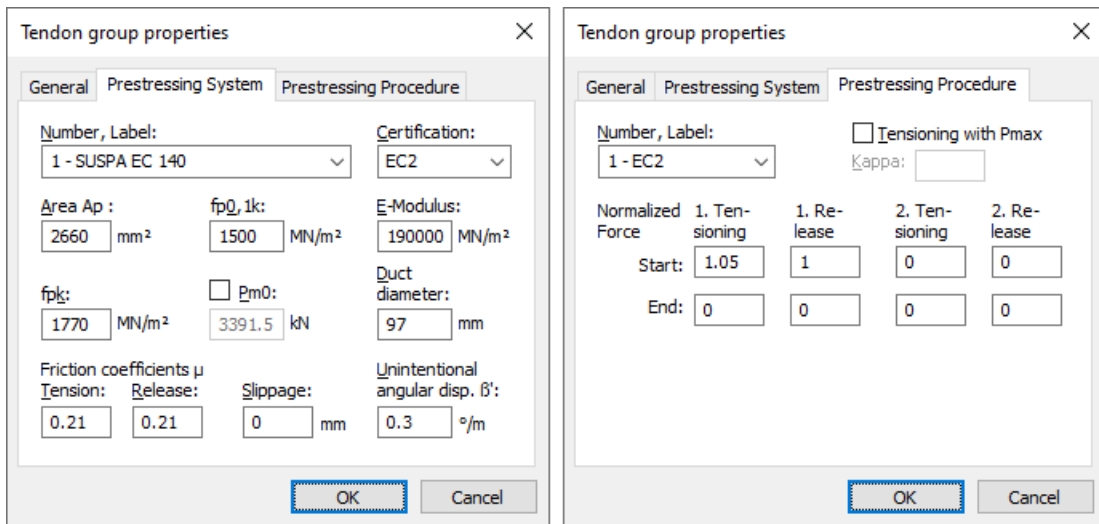 Tendon group properties
General Prestressing System Prestressing Procedure
Number, Label: Certification:
1 - SUSPA EC 140 EC2
Area Ap : fp0,1k: E-Modulus:
2660 mm² 1500 MN/m² 190000 MN/m²
Duct
fpk: Pm0: diameter:
1770 MN/m² 3391.5 kN 97 mm
Friction coefficients µ Unintentional
Tension: Release: Slippage: angular disp. ß':
0.21 0.21 0 mm 0.3 °/m
OK Cancel
Tendon group properties
General Prestressing System Prestressing Procedure
Number, Label: Tensioning with Pmax
1 - EC2 Kappa:
Normalized 1. Ten- 1. Re- 2. Ten- 2. Re-
Force sioning lease sioning lease
Start: 1.05 1 0 0
End: 0 0 0 0
OK Cancel